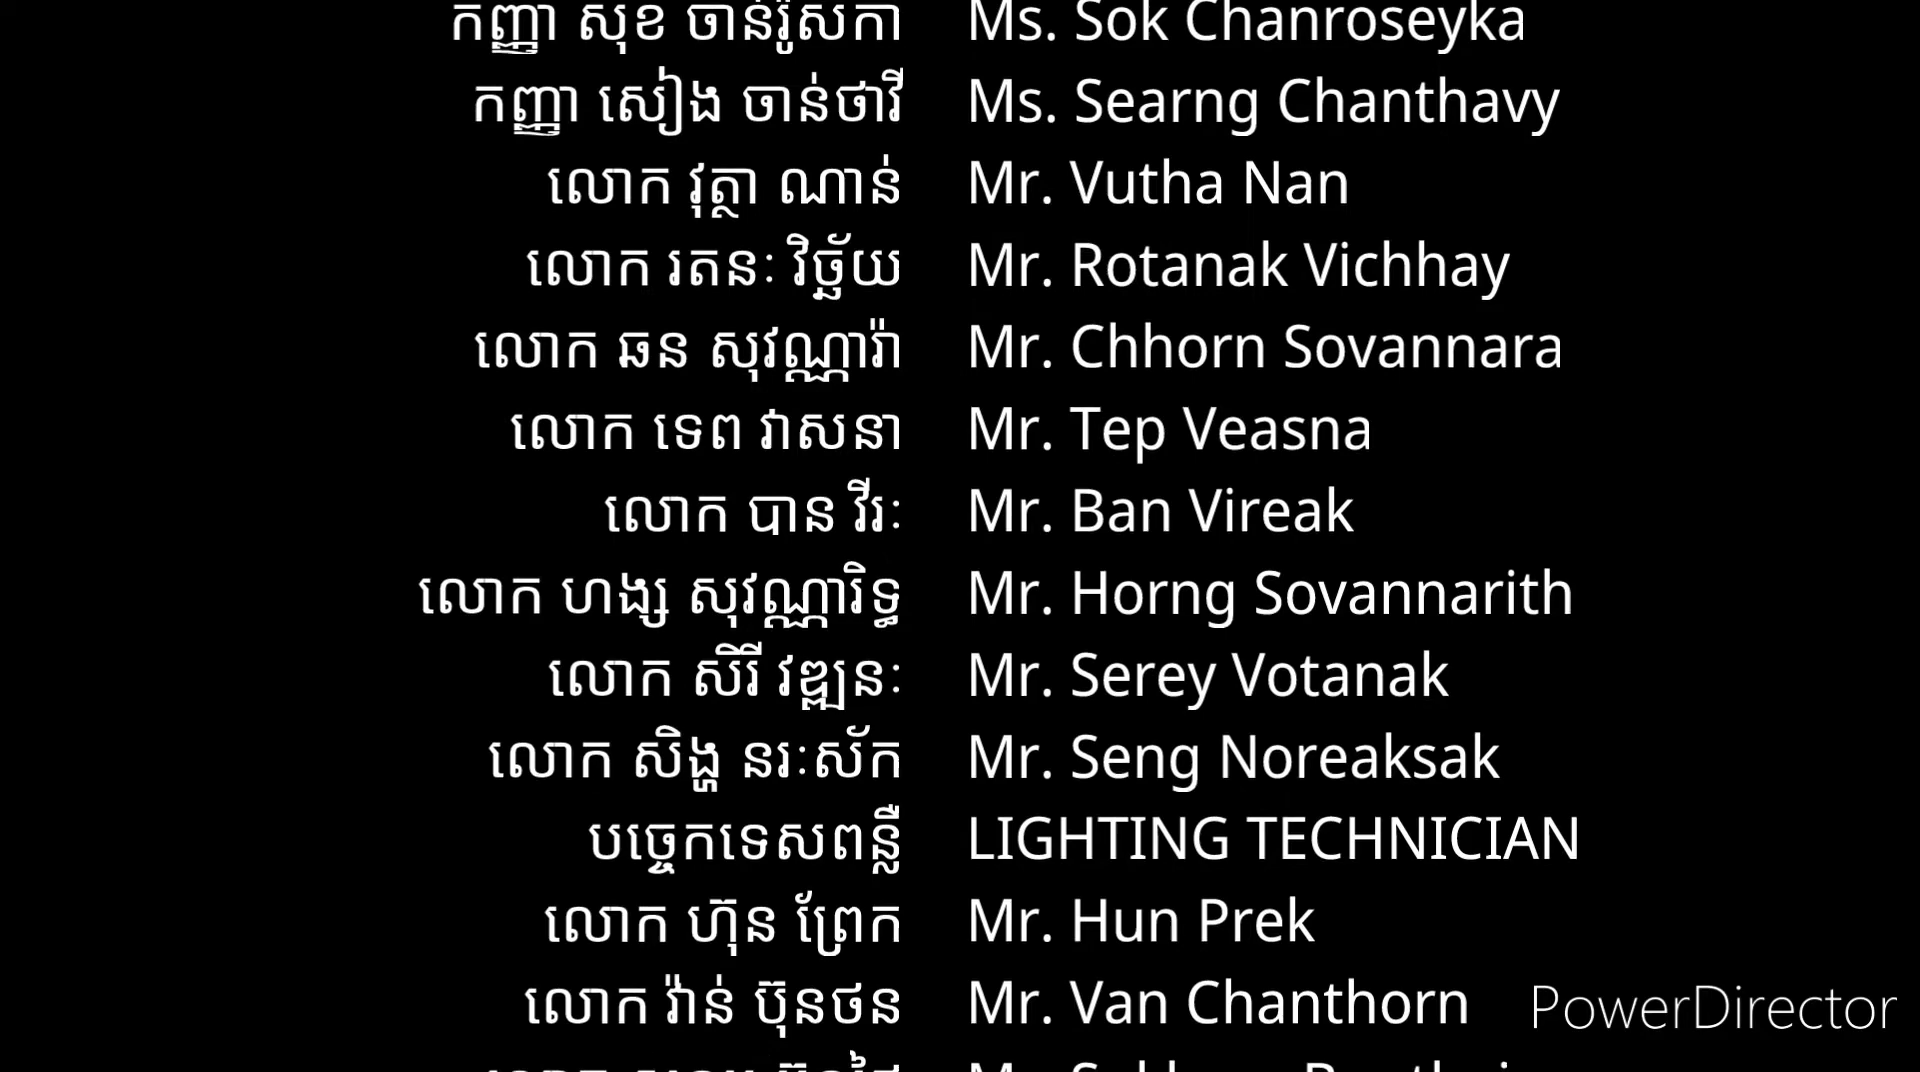 កញ្ញា សុខ ចាន់រ៉ូស៊ីកា Ms. Sok Chanroseyka
កញ្ញា សៀង ចាន់ថាវី Ms. Searng Chanthavy
លោក វុត្ថា ណាន់ Mr. Vutha Nan
លោក រតនៈ វិច្ឆ័យ Mr. Rotanak Vichhay
លោក ឆន សុវណ្ណារ៉ា Mr. Chhorn Sovannara
លោក ទេព វាសនា Mr. Tep Veasna
លោក បាន វីរៈ Mr. Ban Vireak
លោក ហង្ស សុវណ្ណារិទ្ធ Mr. Horng Sovannarith
លោក សិរី វឌ្ឍនៈ Mr. Serey Votanak
លោក សិង្ហ នរៈស័ក Mr. Seng Noreaksak
បច្ចេកទេសពន្លឺ LIGHTING TECHNICIAN
លោក ហ៊ុន ព្រែក Mr. Hun Prek
លោក វ៉ាន់ ប៊ុនថន Mr. Van Chanthorn
PowerDirector